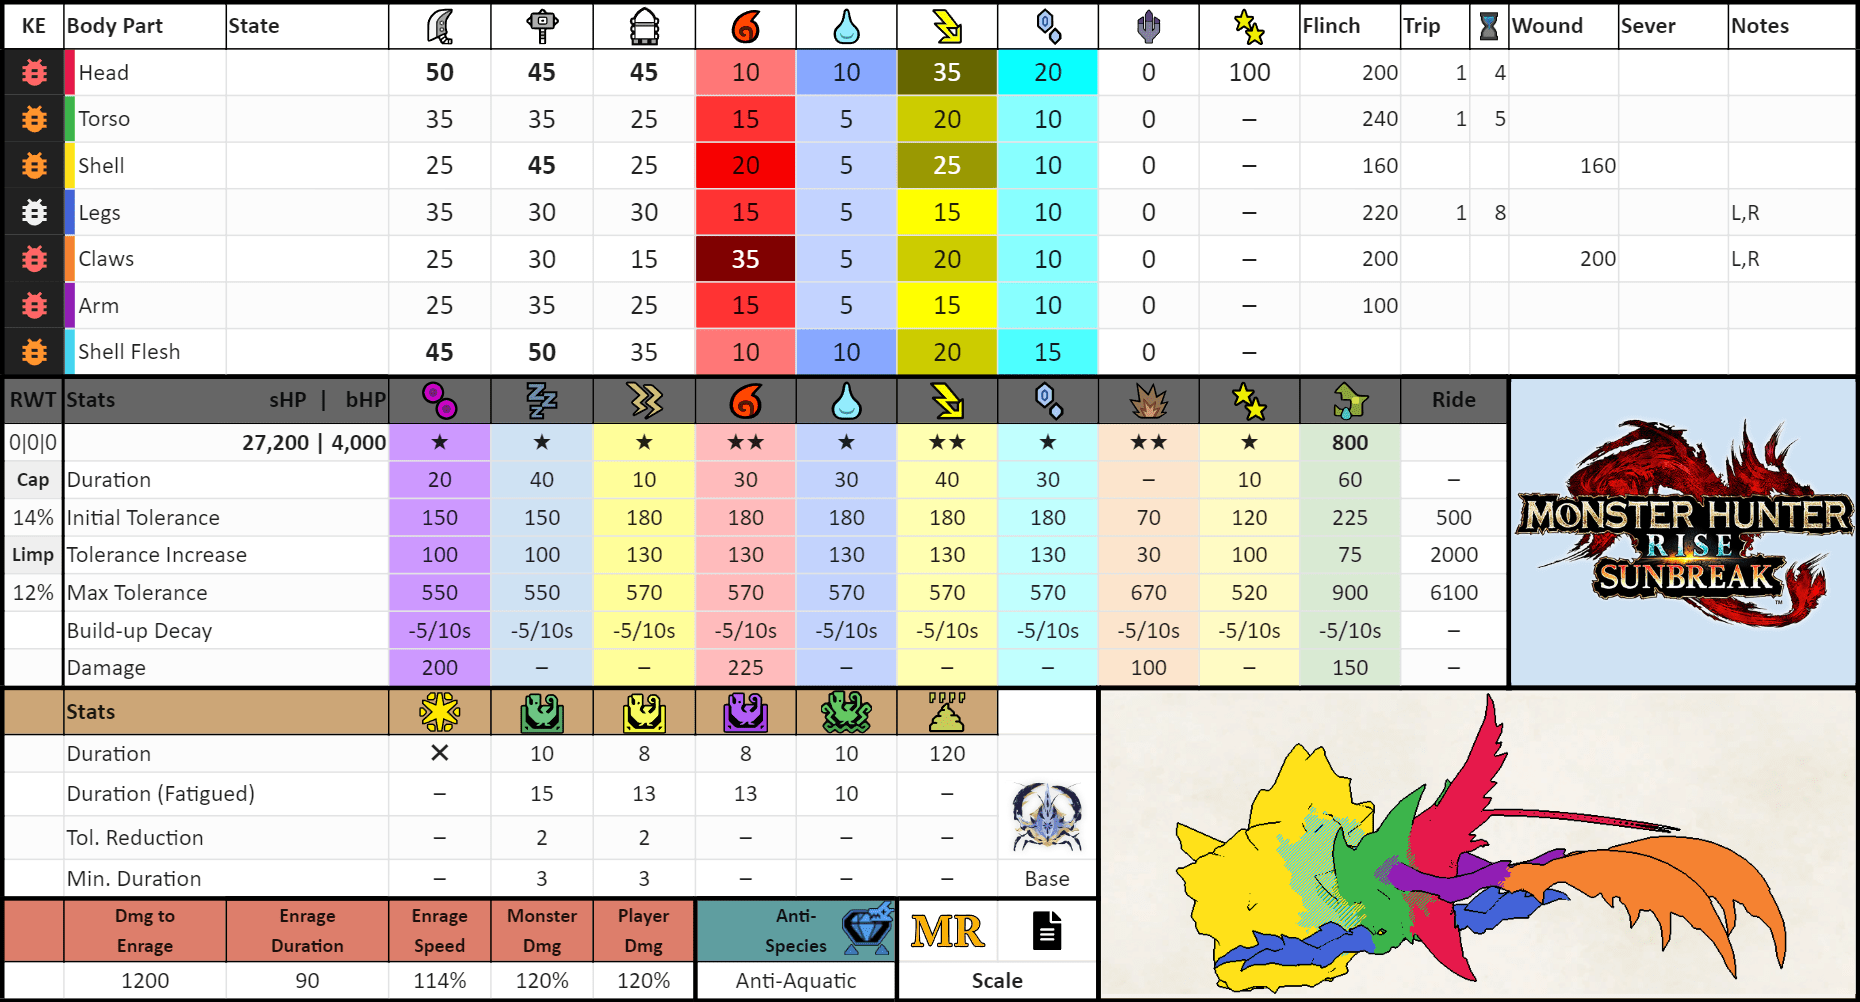 KE Body Part State Flinch Trip Wound Sever Notes
Head 50 45 45 10 10 35 20 0 100 200 1 4
Torso 35 35 25 15 5 20 10 0 – 240 1 5
Shell 25 45 25 20 5 25 10 0 – 160 160
Legs 35 30 30 15 5 15 10 0 – 220 1 8 L,R
Claws 25 30 15 35 5 20 10 0 – 200 200 L,R
Arm 25 35 25 15 5 15 10 0 – 100
Shell Flesh 45 50 35 10 10 20 15 0 –
RWT Stats sHP | bHP Ride
0|0|0 27,200 | 4,000 ★ ★ ★ ★★ ★ ★★ ★ ★★ ★ 800
Cap Duration 20 40 10 30 30 40 30 – 10 60 –
14% Initial Tolerance 150 150 180 180 180 180 180 70 120 225 500
Limp Tolerance Increase 100 100 130 130 130 130 130 30 100 75 2000
12% Max Tolerance 550 550 570 570 570 570 570 670 520 900 6100
Build-up Decay -5/10s -5/10s -5/10s -5/10s -5/10s -5/10s -5/10s -5/10s -5/10s -5/10s –
Damage 200 – – 225 – – – 100 – 150 –
MONSTER HUNTER
RISE
SUNBREAK
™
Stats
Duration ✕ 10 8 8 10 120
Duration (Fatigued) – 15 13 13 10 –
Tol. Reduction – 2 2 – – –
Min. Duration – 3 3 – – – Base
Dmg to Enrage Enrage Monster Player Anti-
Enrage Duration Speed Dmg Dmg Species
MR
1200 90 114% 120% 120% Anti-Aquatic Scale